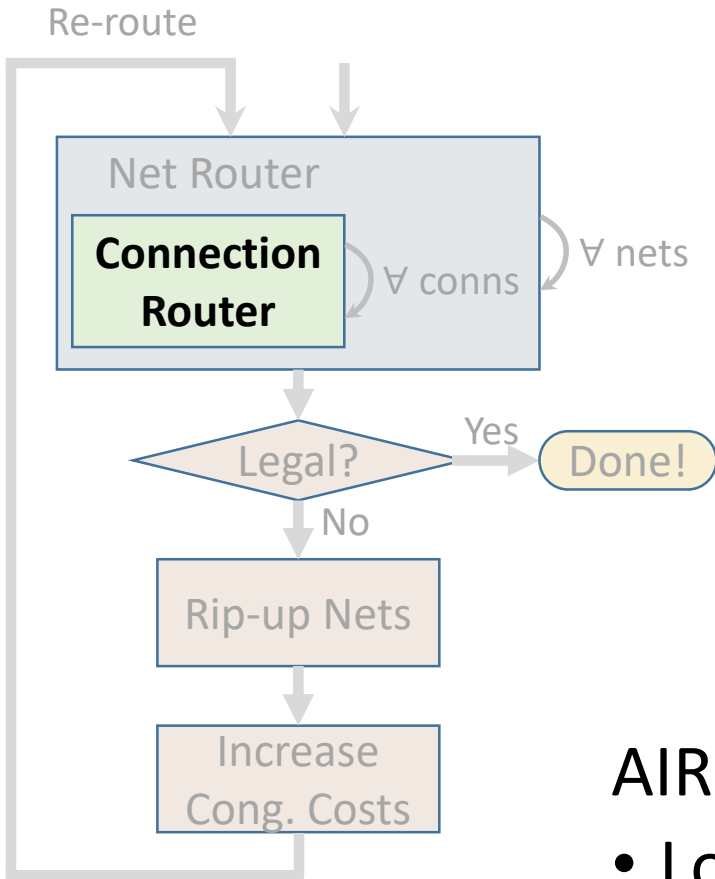 Re-route
Net Router
Connection
Router
∀ conns
∀ nets
Legal?
Yes
Done!
No
Rip-up Nets
Increase
Cong. Costs
AIR
•